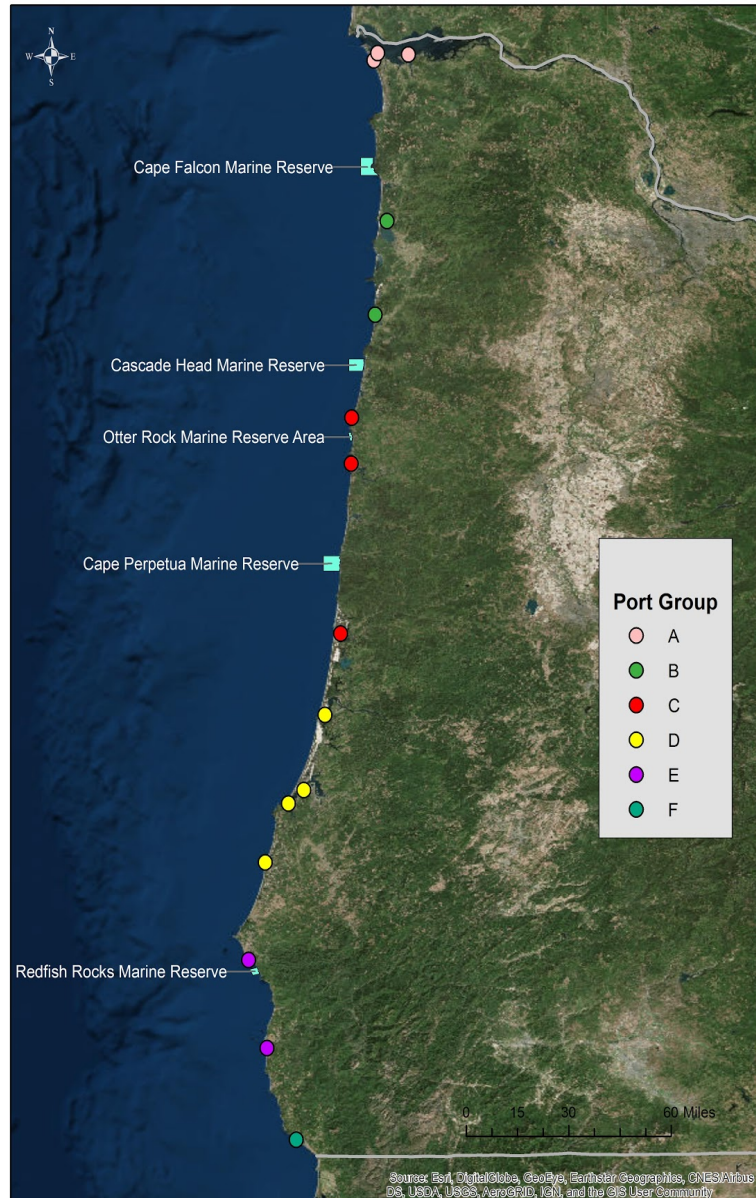 N
W E
S
Cape Falcon Marine Reserve
Cascade Head Marine Reserve
Otter Rock Marine Reserve Area
Cape Perpetua Marine Reserve
Port Group
A
B
C
D
E
F
Redfish Rocks Marine Reserve
0 15 30 60 Miles
Source: Esri, DigitalGlobe, GeoEye, Earthstar Geographics, CNES/Airbus
DS, USDA, USGS, AeroGRID, IGN, and the GIS User Community